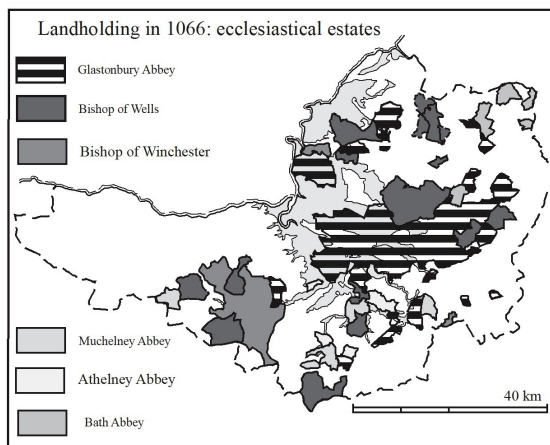 Landholding in 1066: ecclesiastical estates
Glastonbury Abbey
Bishop of Wells
Bishop of Winchester
Muchelney Abbey
Athelney Abbey
Bath Abbey
40 km